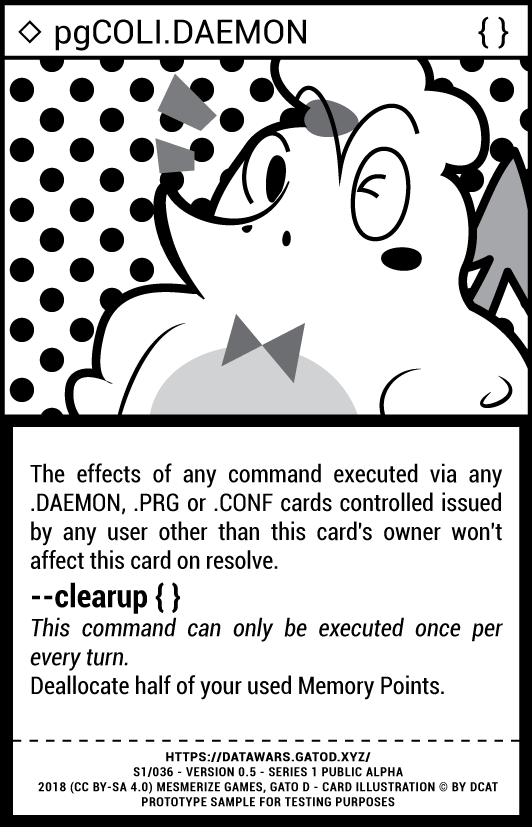 pgCOLI.DAEMON { }
The effects of any command executed via any
.DAEMON, .PRG or .CONF cards controlled issued
by any user other than this card's owner won't
affect this card on resolve.
--clearup { }
This command can only be executed once per
every turn.
Deallocate half of your used Memory Points.
HTTPS://DATAWARS.GATOD.XYZ/
S1/036 - VERSION 0.5 - SERIES 1 PUBLIC ALPHA
2018 (CC BY-SA 4.0) MESMERIZE GAMES, GATO D - CARD ILLUSTRATION © BY DCAT
PROTOTYPE SAMPLE FOR TESTING PURPOSES